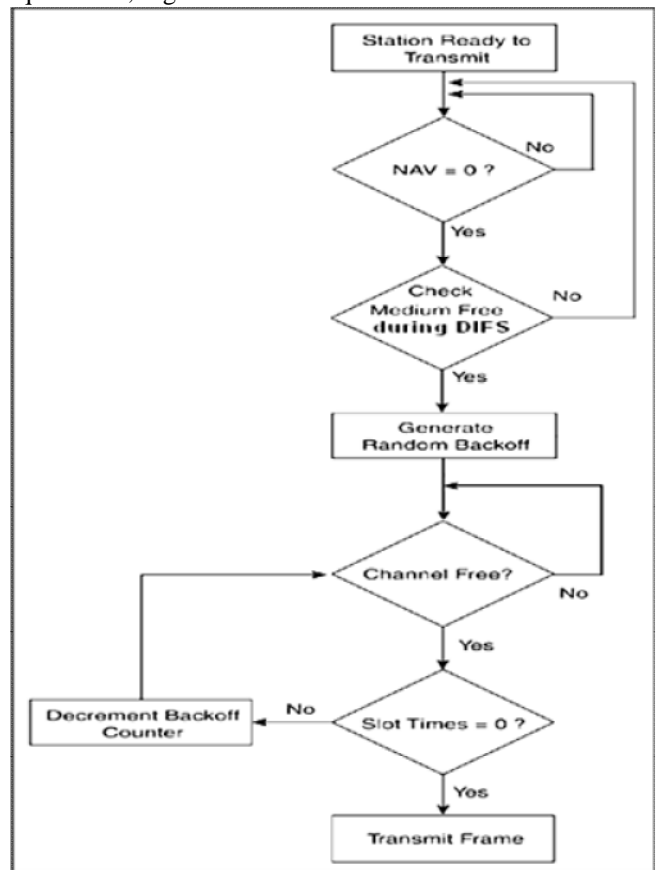 Station Ready to
Transmit
No
NAV = 0 ?
Yes
Check
Medium Free
during DIFS
No
Yes
Generate
Random Backoff
Channel Free?
No
Yes
Decrement Backoff
Counter
No
Slot Times = 0 ?
Yes
Transmit Frame